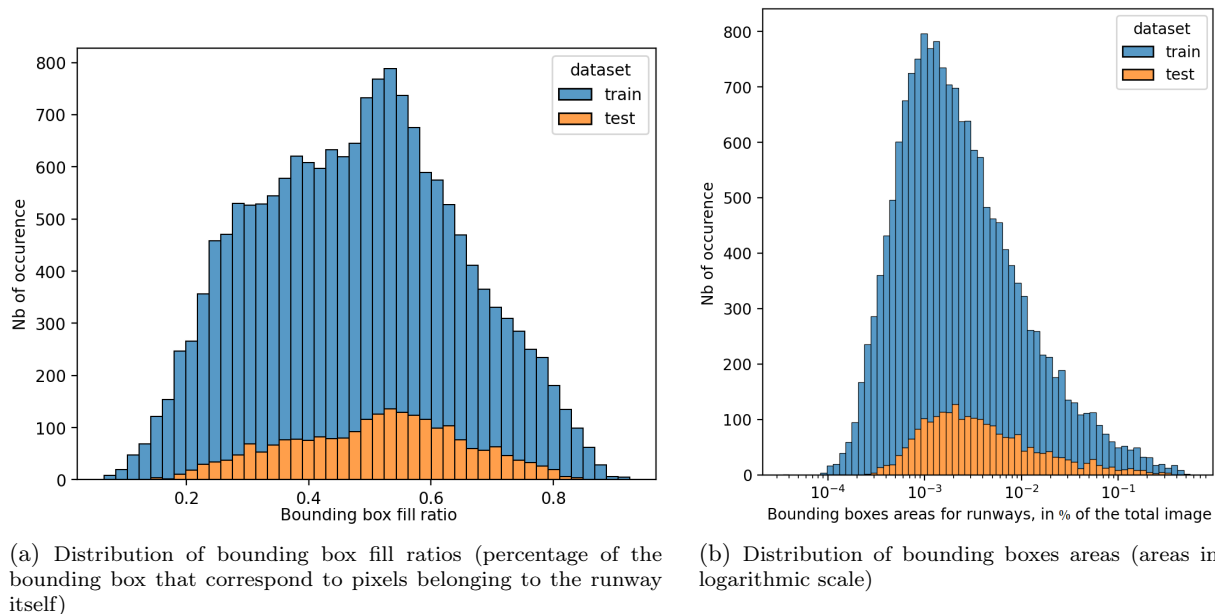 800
700
600
500
400
300
200
100
0
Nb of occurence
dataset
train
test
0.2 0.4 0.6 0.8
Bounding box fill ratio
(a) Distribution of bounding box fill ratios (percentage of the
bounding box that correspond to pixels belonging to the runway
itself)
800
700
600
500
400
300
200
100
0
Nb of occurence
dataset
train
test
10⁻⁴ 10⁻³ 10⁻² 10⁻¹
Bounding boxes areas for runways, in % of the total image
(b) Distribution of bounding boxes areas (areas in
logarithmic scale)